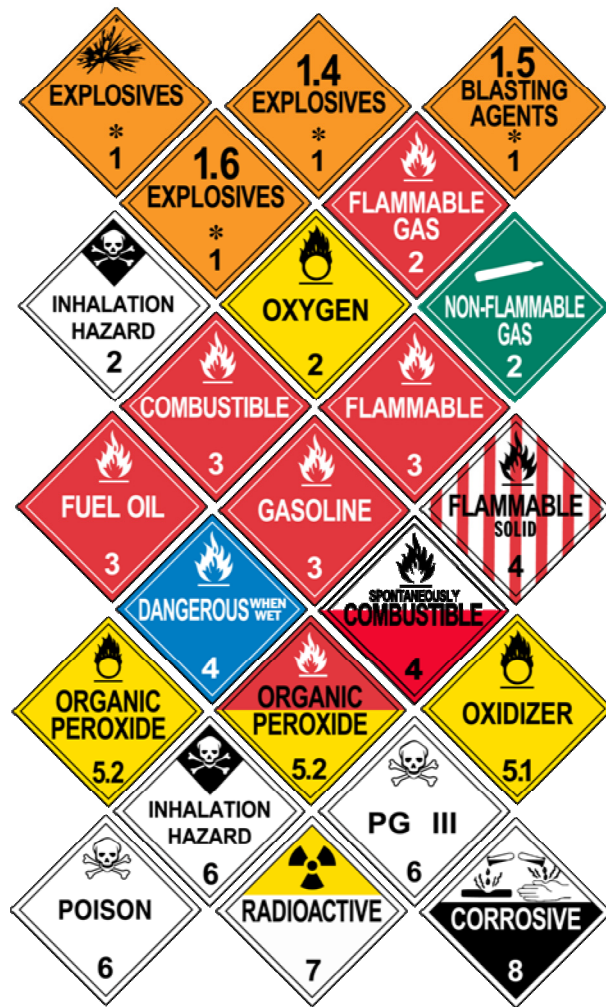 EXPLOSIVES
*
1
1.4
EXPLOSIVES
*
1
1.5
BLASTING
AGENTS
*
1
1.6
EXPLOSIVES
*
1
FLAMMABLE
GAS
2
INHALATION
HAZARD
2
OXYGEN
2
NON-FLAMMABLE
GAS
2
COMBUSTIBLE
3
FLAMMABLE
3
FUEL OIL
3
GASOLINE
3
FLAMMABLE
SOLID
4
DANGEROUS WHEN
WET
4
SPONTANEOUSLY
COMBUSTIBLE
4
ORGANIC
PEROXIDE
5.2
ORGANIC
PEROXIDE
5.2
OXIDIZER
5.1
INHALATION
HAZARD
6
PG III
6
POISON
6
RADIOACTIVE
7
CORROSIVE
8